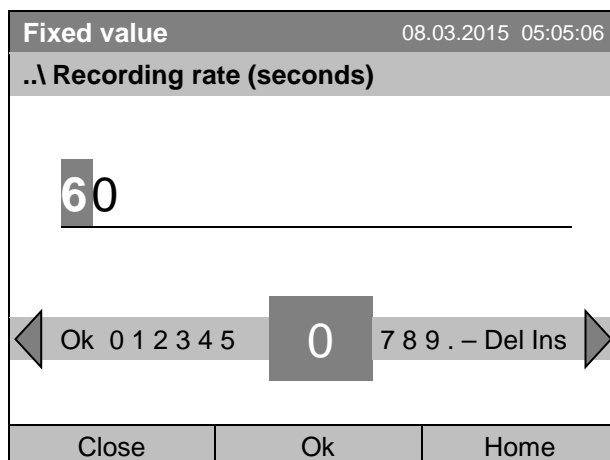 Fixed value 08.03.2015 05:05:06
..\ Recording rate (seconds)
60
Ok 0 1 2 3 4 5 0 7 8 9 . – Del Ins
Close Ok Home